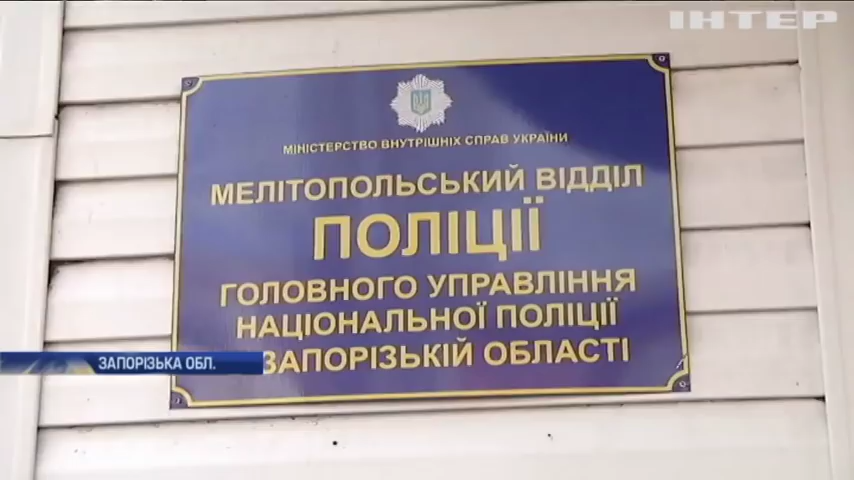 ІНТЕР
МІНІСТЕРСТВО ВНУТРІШНІХ СПРАВ УКРАЇНИ
МЕЛІТОПОЛЬСЬКИЙ ВІДДІЛ
ПОЛІЦІЇ
ГОЛОВНОГО УПРАВЛІННЯ
НАЦІОНАЛЬНОЇ ПОЛІЦІЇ
ЗАПОРІЗЬКІЙ ОБЛАСТІ
ЗАПОРІЗЬКА ОБЛ.